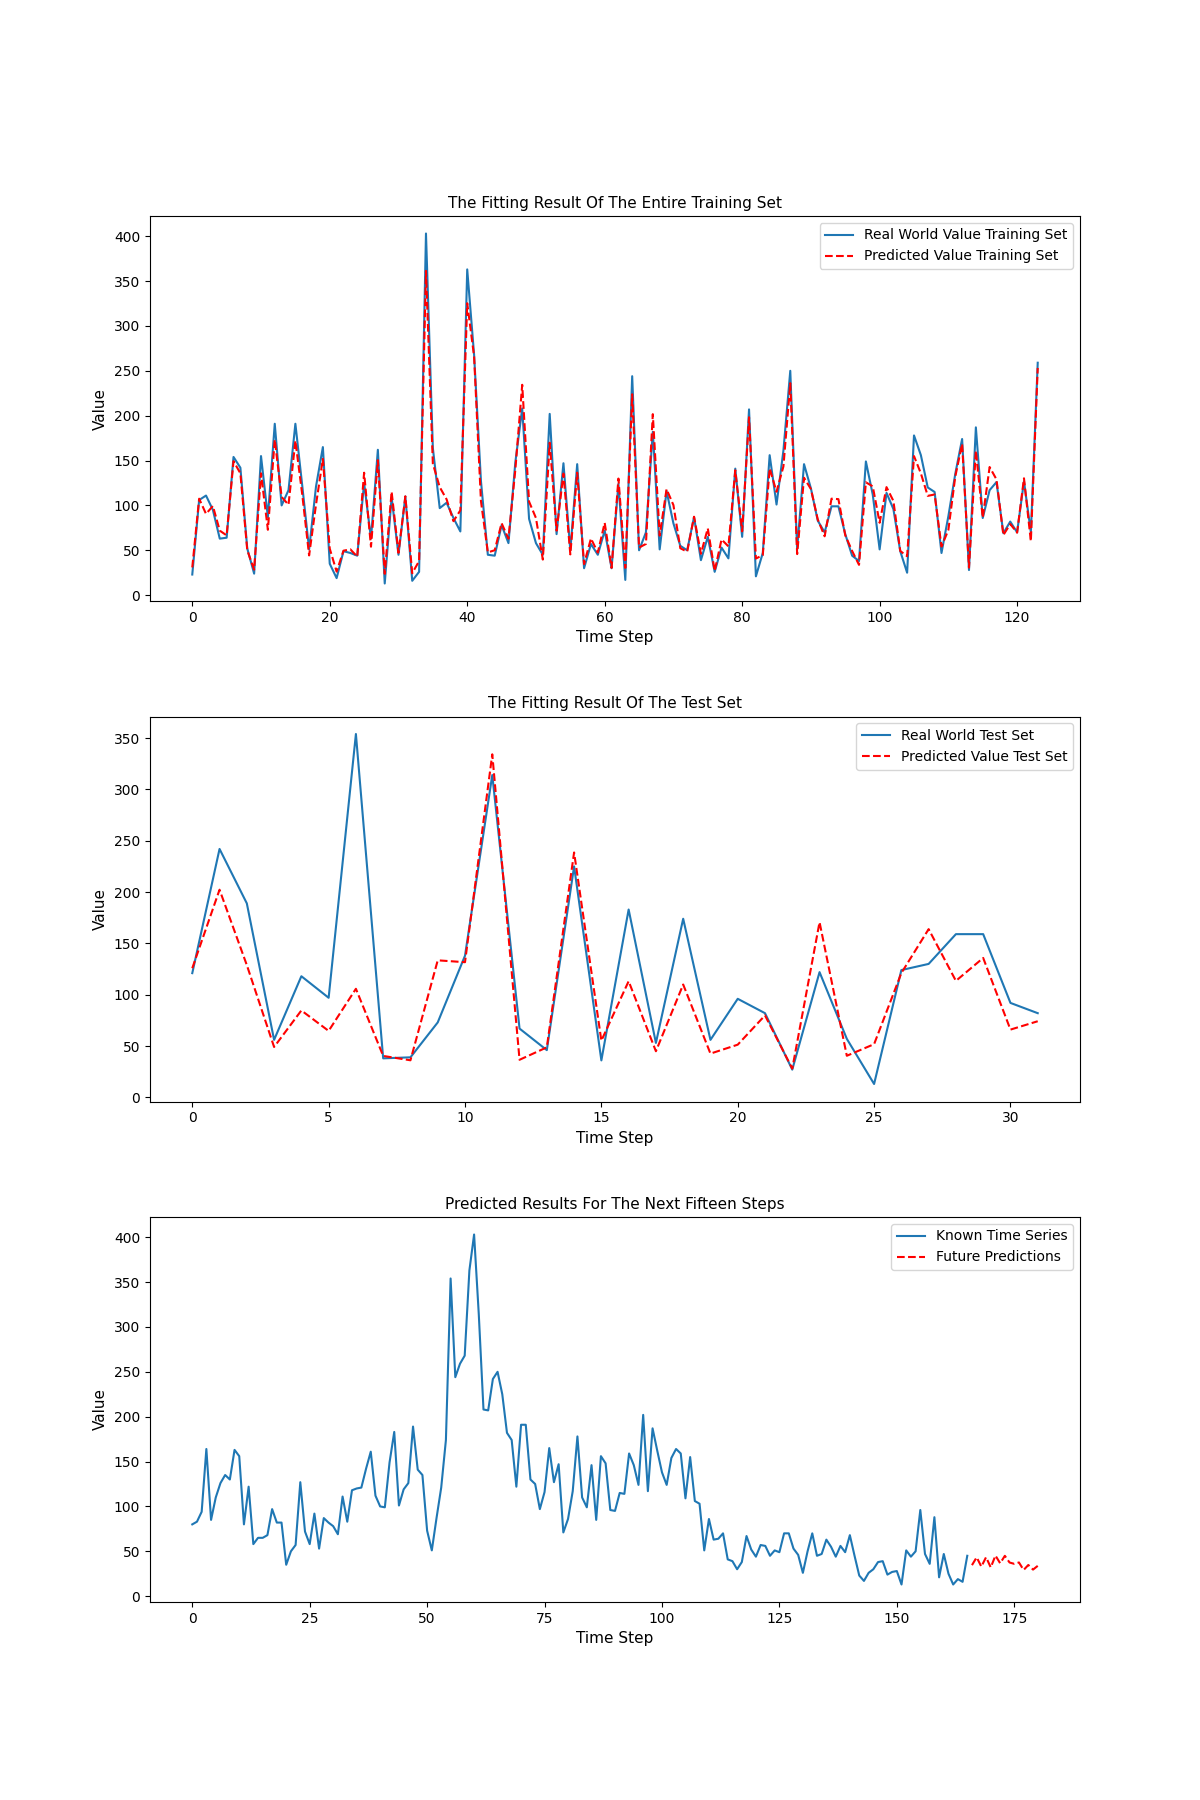 The Fitting Result Of The Entire Training Set
Real World Value Training Set
Predicted Value Training Set
Value
400
350
300
250
200
150
100
50
0
0 20 40 60 80 100 120
Time Step
The Fitting Result Of The Test Set
Real World Test Set
Predicted Value Test Set
Value
350
300
250
200
150
100
50
0
0 5 10 15 20 25 30
Time Step
Predicted Results For The Next Fifteen Steps
Known Time Series
Future Predictions
Value
400
350
300
250
200
150
100
50
0
0 25 50 75 100 125 150 175
Time Step